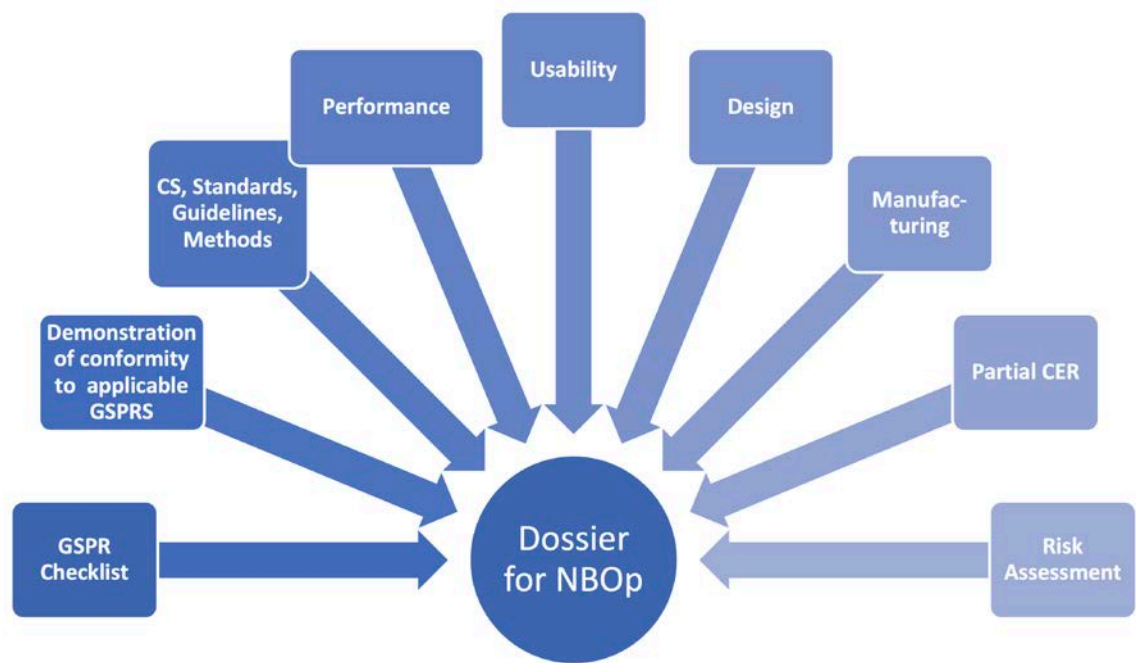 Usability
Performance
Design
CS, Standards,
Guidelines,
Methods
Manufac-
turing
Demonstration
of conformity
to applicable
GSPRS
Partial CER
GSPR
Checklist
Dossier
for NBOp
Risk
Assessment